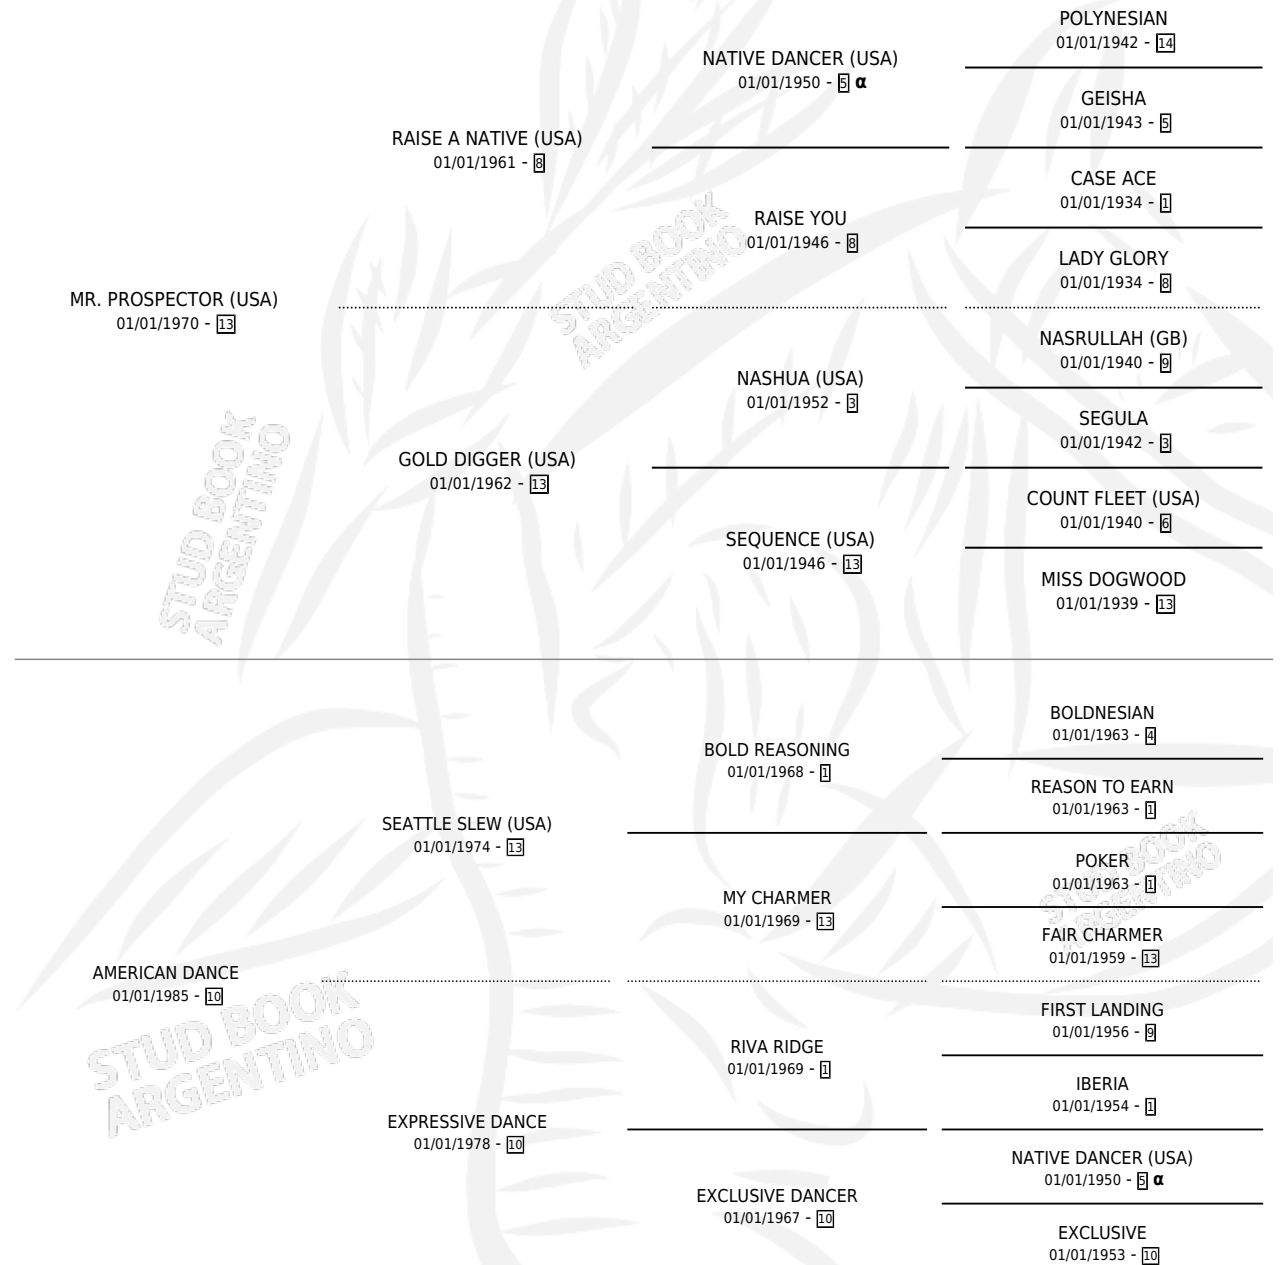 POLYNESIAN
01/01/1942 - 14
NATIVE DANCER (USA)
01/01/1950 - 5 α
GEISHA
01/01/1943 - 5
RAISE A NATIVE (USA)
01/01/1961 - 8
CASE ACE
01/01/1934 - 1
RAISE YOU
01/01/1946 - 8
LADY GLORY
01/01/1934 - 8
MR. PROSPECTOR (USA)
01/01/1970 - 13
NASRULLAH (GB)
01/01/1940 - 9
NASHUA (USA)
01/01/1952 - 3
SEGULA
01/01/1942 - 3
GOLD DIGGER (USA)
01/01/1962 - 13
COUNT FLEET (USA)
01/01/1940 - 6
SEQUENCE (USA)
01/01/1946 - 13
MISS DOGWOOD
01/01/1939 - 13
BOLDNESIAN
01/01/1963 - 4
BOLD REASONING
01/01/1968 - 1
REASON TO EARN
01/01/1963 - 1
SEATTLE SLEW (USA)
01/01/1974 - 13
POKER
01/01/1963 - 1
MY CHARMER
01/01/1969 - 13
FAIR CHARMER
01/01/1959 - 13
AMERICAN DANCE
01/01/1985 - 10
FIRST LANDING
01/01/1956 - 9
RIVA RIDGE
01/01/1969 - 1
IBERIA
01/01/1954 - 1
EXPRESSIVE DANCE
01/01/1978 - 10
NATIVE DANCER (USA)
01/01/1950 - 5 α
EXCLUSIVE DANCER
01/01/1967 - 10
EXCLUSIVE
01/01/1953 - 10
STUD BOOK
ARGENTINO
STUD BOOK
ARGENTINO
STUD BOOK
ARGENTINO
STUD BOOK
ARGENTINO